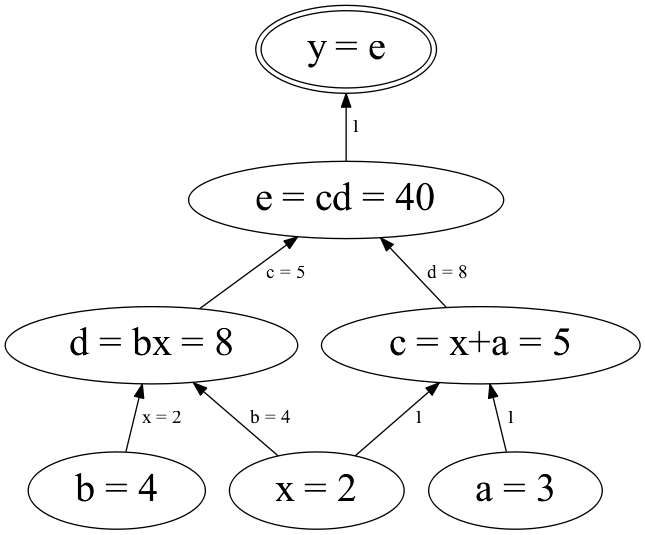 y = e
1
e = cd = 40
c = 5
d = 8
d = bx = 8
c = x+a = 5
x = 2
b = 4
1
1
b = 4
x = 2
a = 3